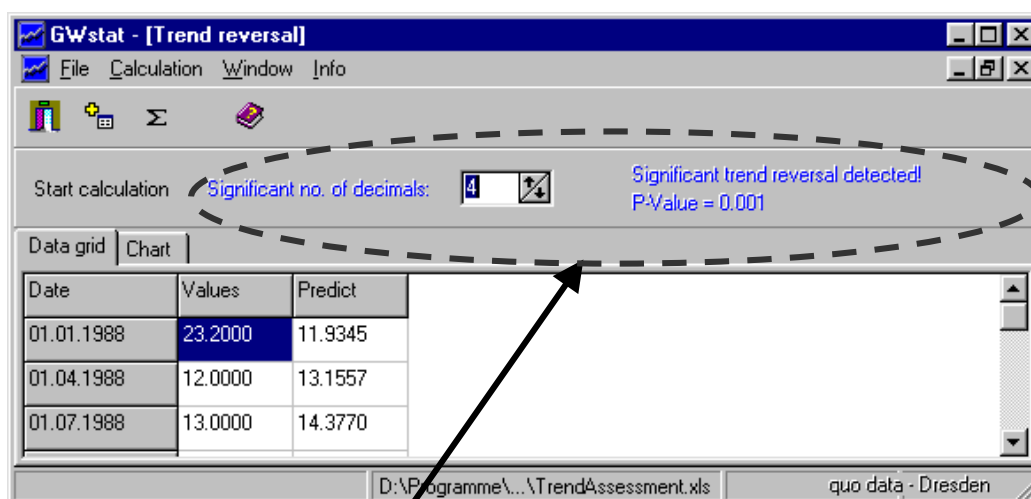 GWstat - [Trend reversal]
File Calculation Window Info
Σ
Start calculation Significant no. of decimals: 4 Significant trend reversal detected!
P-Value = 0.001
Data grid Chart
Date Values Predict
01.01.1988 23.2000 11.9345
01.04.1988 12.0000 13.1557
01.07.1988 13.0000 14.3770
D:\Programme\...\TrendAssessment.xls quo data - Dresden